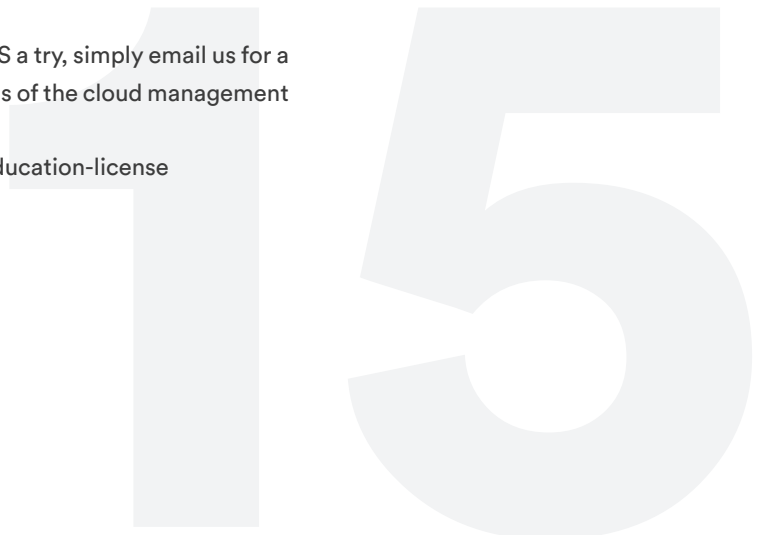 S a try, simply email us for a
s of the cloud management
ducation-license
15